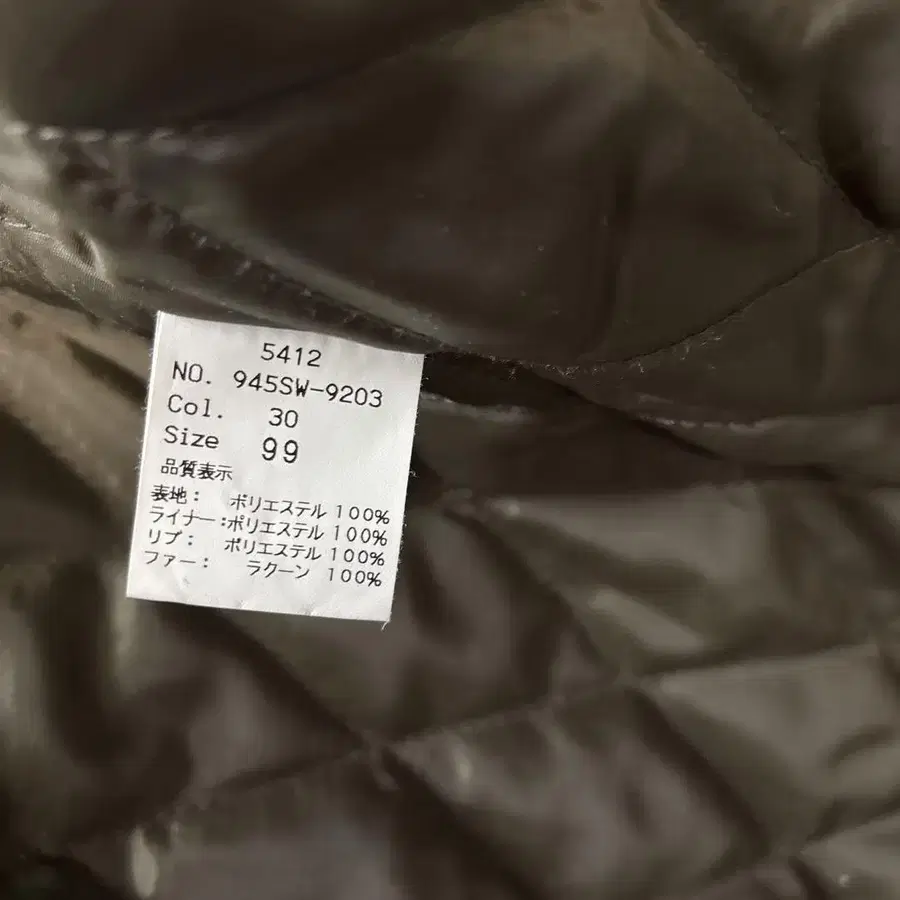 5412
NO. 945SW-9203
Col. 30
Size 99
品質表示
表地: ポリエステル 100%
ライナー:ポリエステル 100%
リブ: ポリエステル 100%
ファー: ラクーン 100%